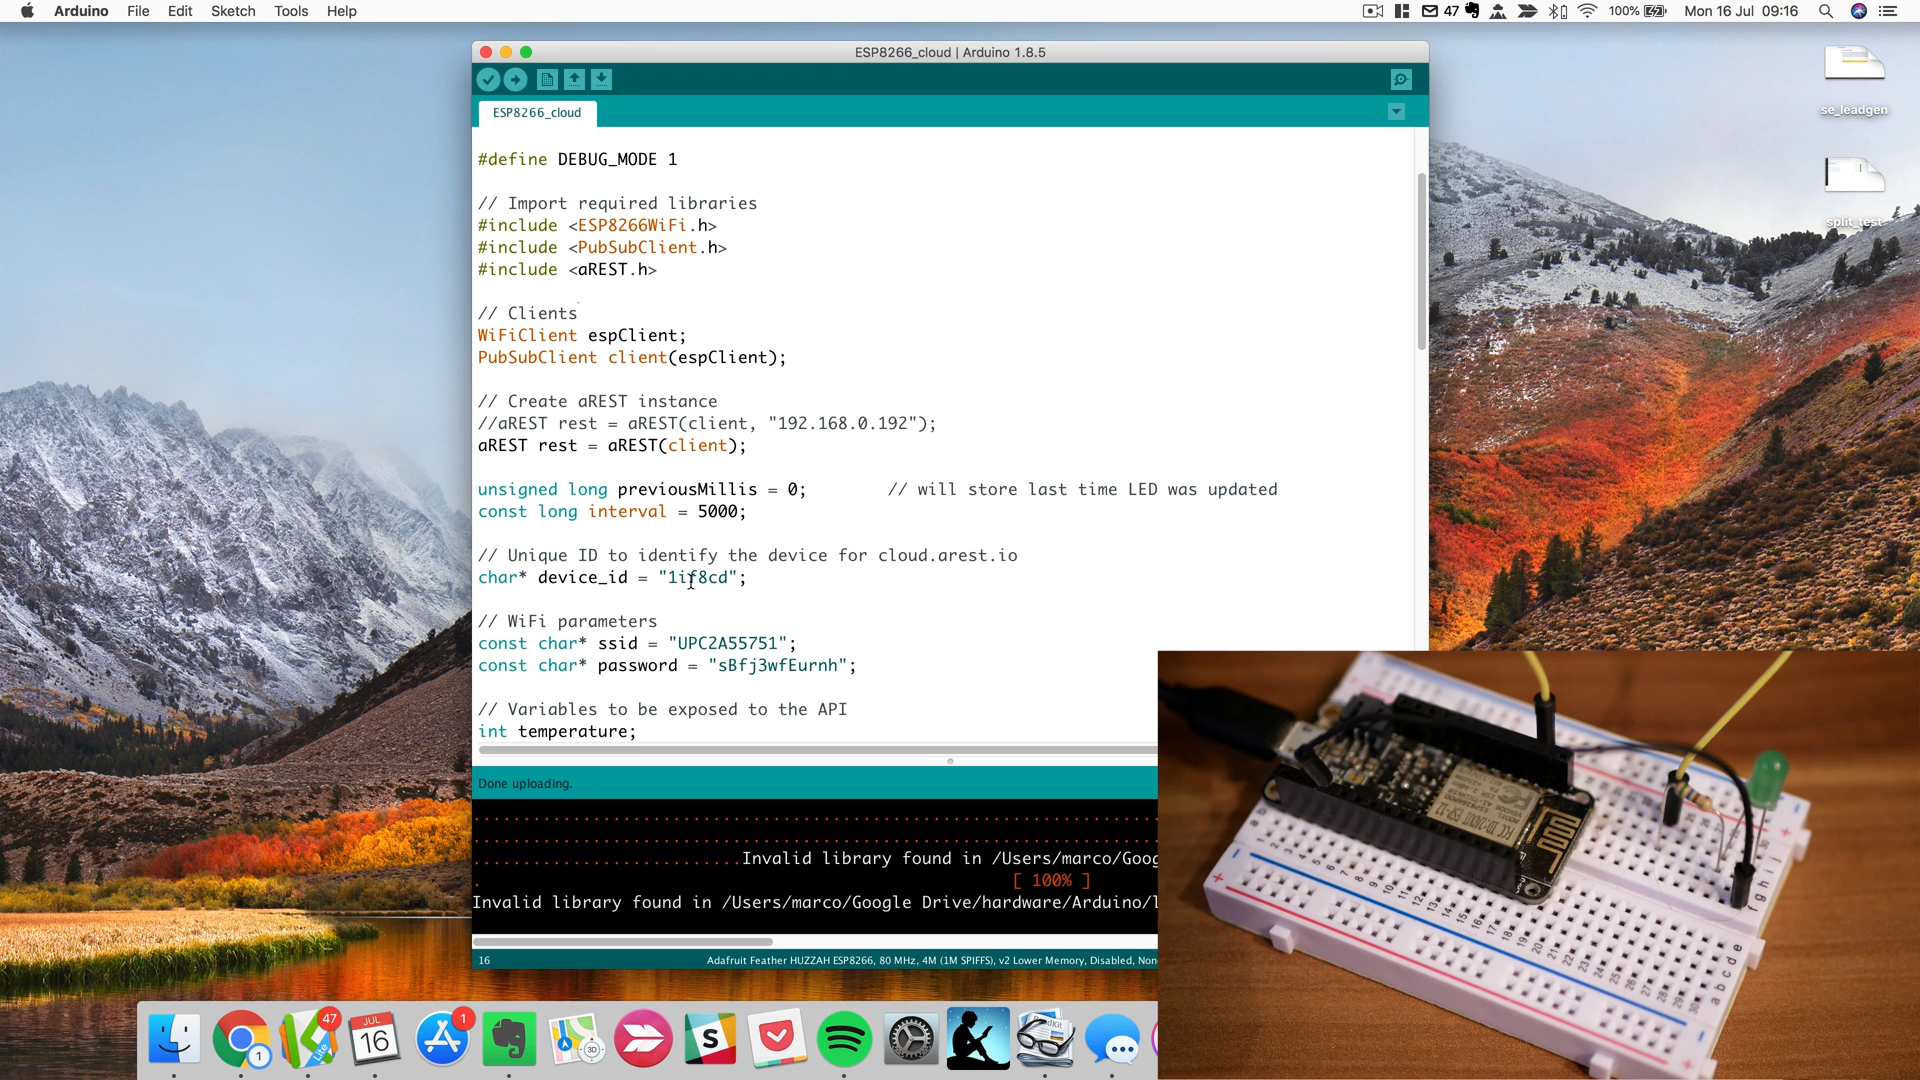 Arduino File Edit Sketch Tools Help
47 100% Mon 16 Jul 09:16
ESP8266_cloud | Arduino 1.8.5
ESP8266_cloud
#define DEBUG_MODE 1
// Import required libraries
#include <ESP8266WiFi.h>
#include <PubSubClient.h>
#include <aREST.h>
// Clients
WiFiClient espClient;
PubSubClient client(espClient);
// Create aREST instance
//aREST rest = aREST(client, "192.168.0.192");
aREST rest = aREST(client);
unsigned long previousMillis = 0; // will store last time LED was updated
const long interval = 5000;
// Unique ID to identify the device for cloud.arest.io
char* device_id = "1if8cd";
// WiFi parameters
const char* ssid = "UPC2A55751";
const char* password = "sBfj3wfEurnh";
// Variables to be exposed to the API
int temperature;
Done uploading.
Invalid library found in /Users/marco/Goog
[ 100% ]
Invalid library found in /Users/marco/Google Drive/hardware/Arduino/l
16 Adafruit Feather HUZZAH ESP8266, 80 MHz, 4M (1M SPIFFS), v2 Lower Memory, Disabled, Non
se_leadgen
split_test
47
Lite
JUL
16
1
1
3D
S